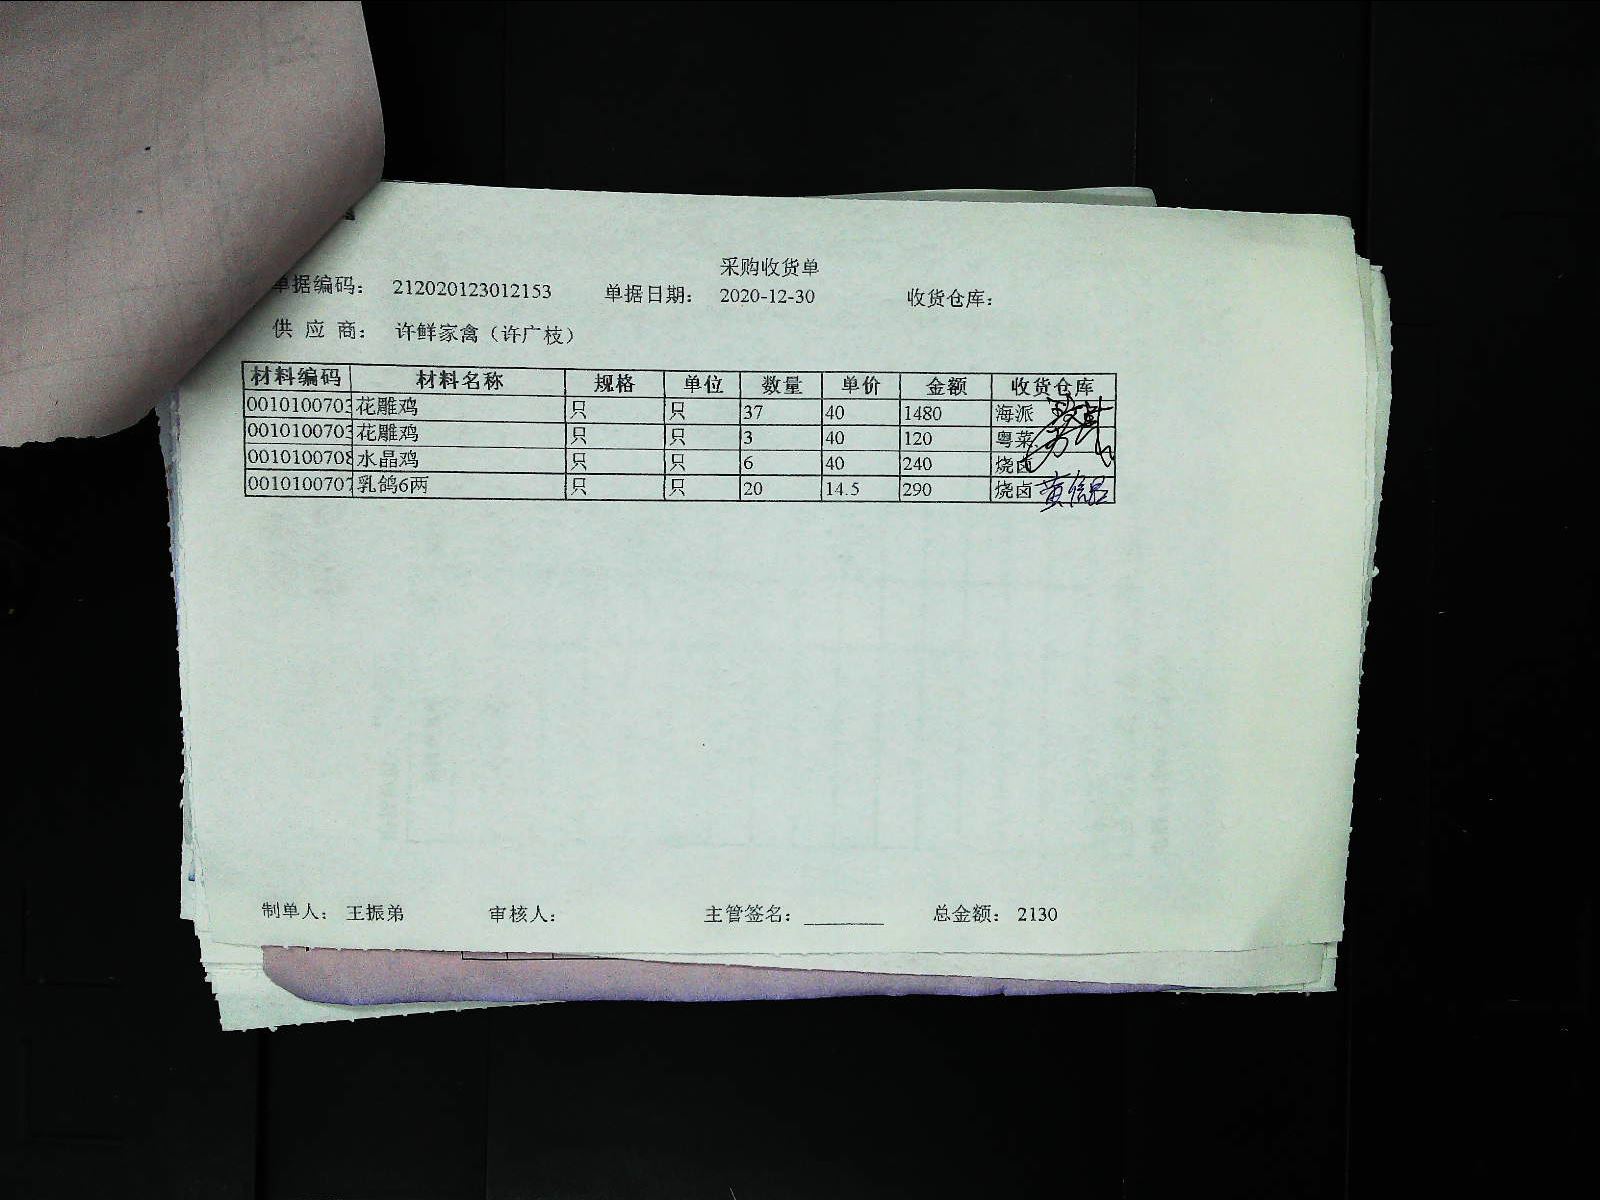 采购收货单
单据编码： 212020123012153 单据日期： 2020-12-30 收货仓库：
供 应 商： 许鲜家禽（许广枝）
材料编码 材料名称 规格 单位 数量 单价 金额 收货仓库
0010100703 花雕鸡 只 只 37 40 1480 海派
0010100703 花雕鸡 只 只 3 40 120 粤菜
0010100708 水晶鸡 只 只 6 40 240 烧卤
0010100707 乳鸽6两 只 只 20 14.5 290 烧卤
制单人： 王振弟 审核人： 主管签名： 总金额： 2130